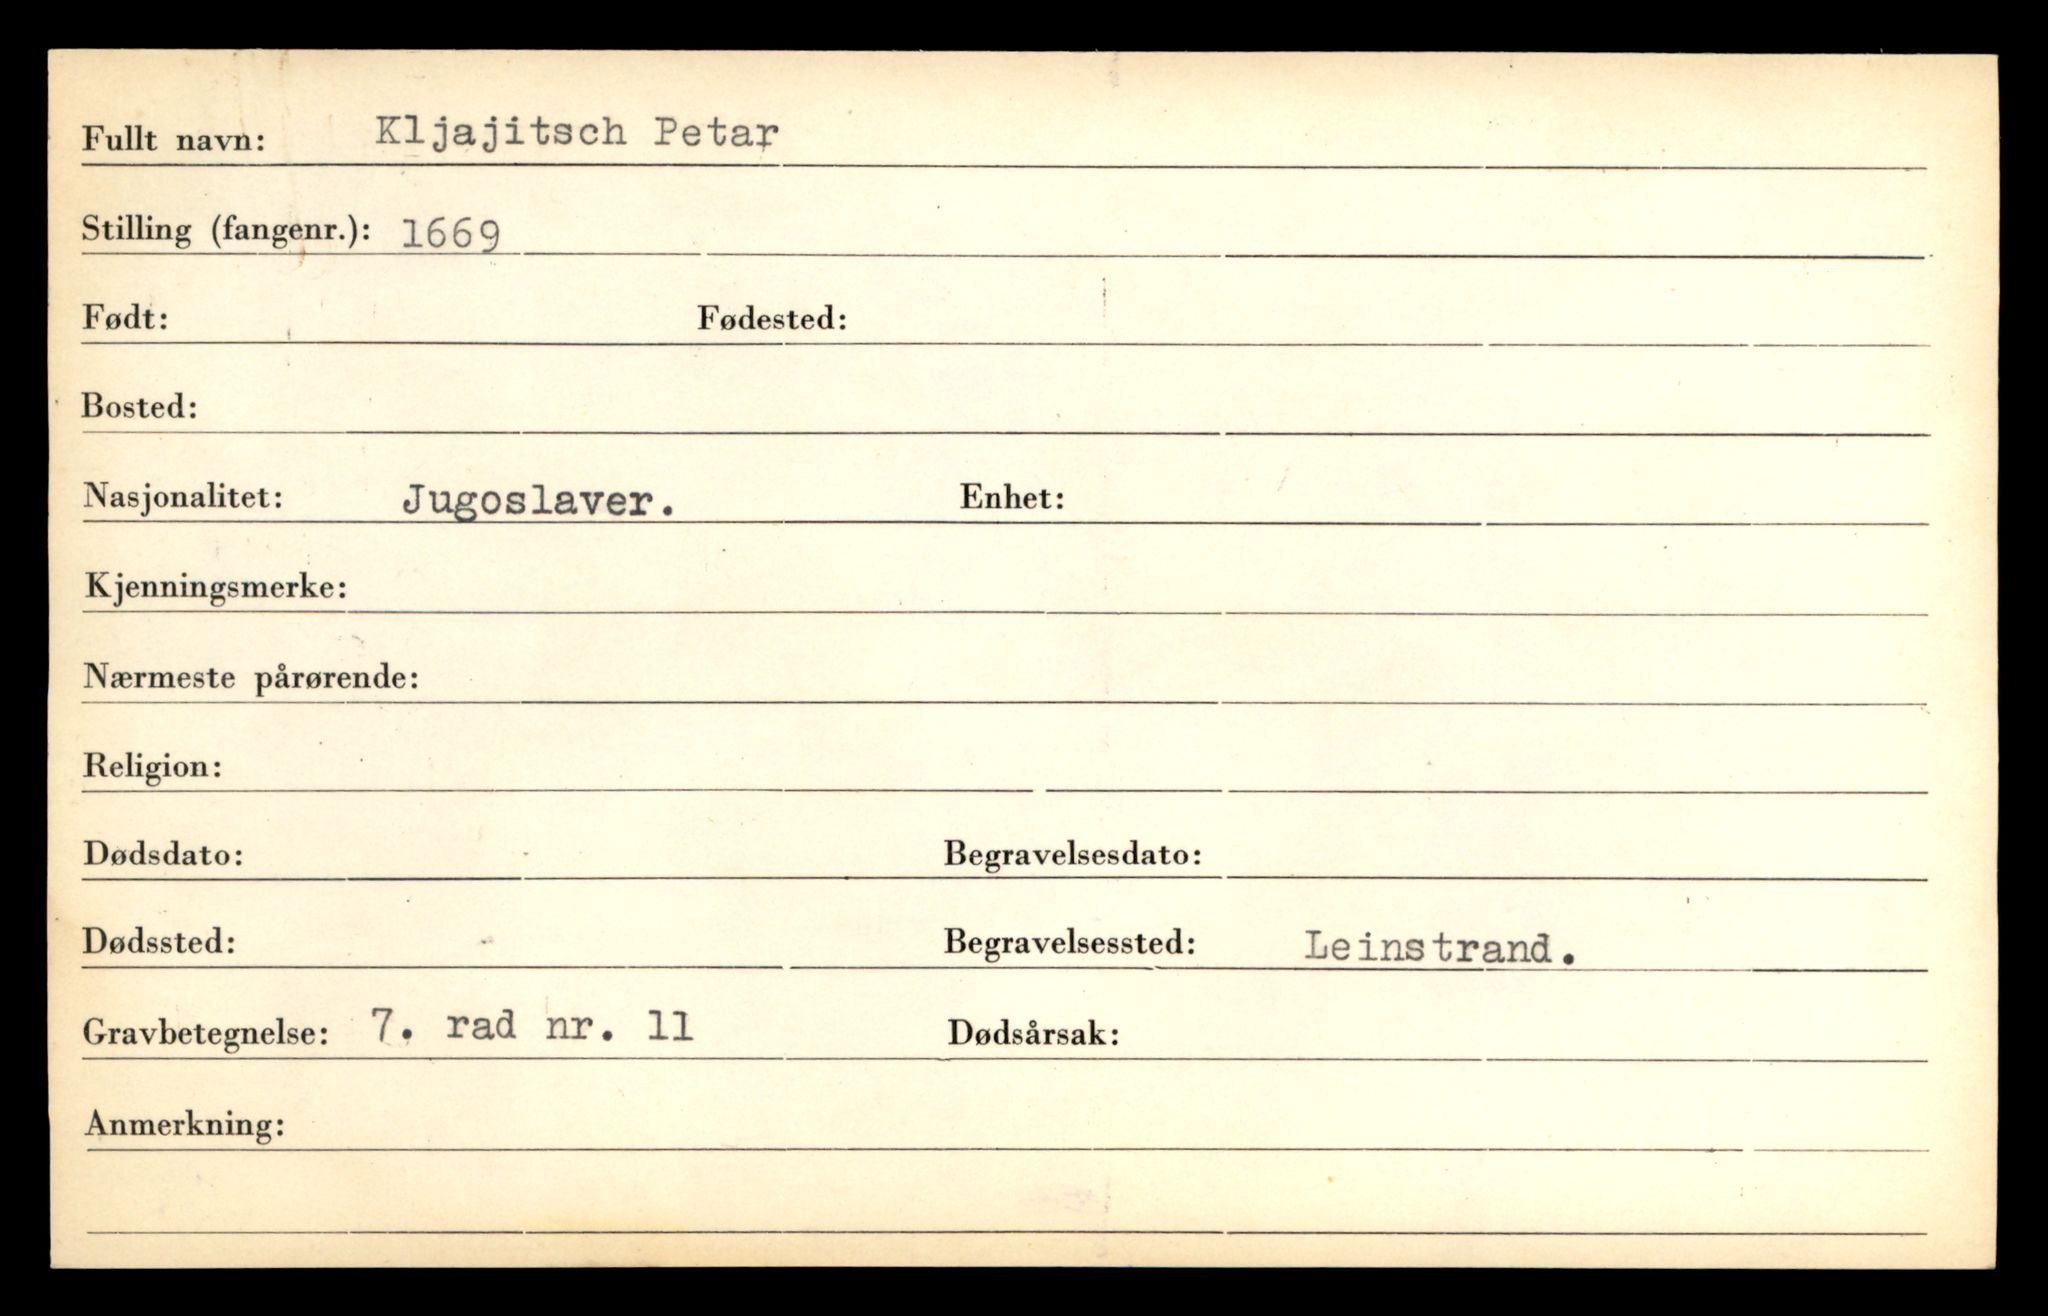 Fullt navn: Kljajitsch Petar
Stilling (fangenr.): 1669
Født: Fødested:
Bosted:
Nasjonalitet: Jugoslaver. Enhet:
Kjenningsmerke:
Nærmeste pårørende:
Religion:
Dødsdato: Begravelsesdato:
Dødssted: Begravelsessted: Leinstrand.
Gravbetegnelse: 7. rad nr. 11 Dødsårsak:
Anmerkning: